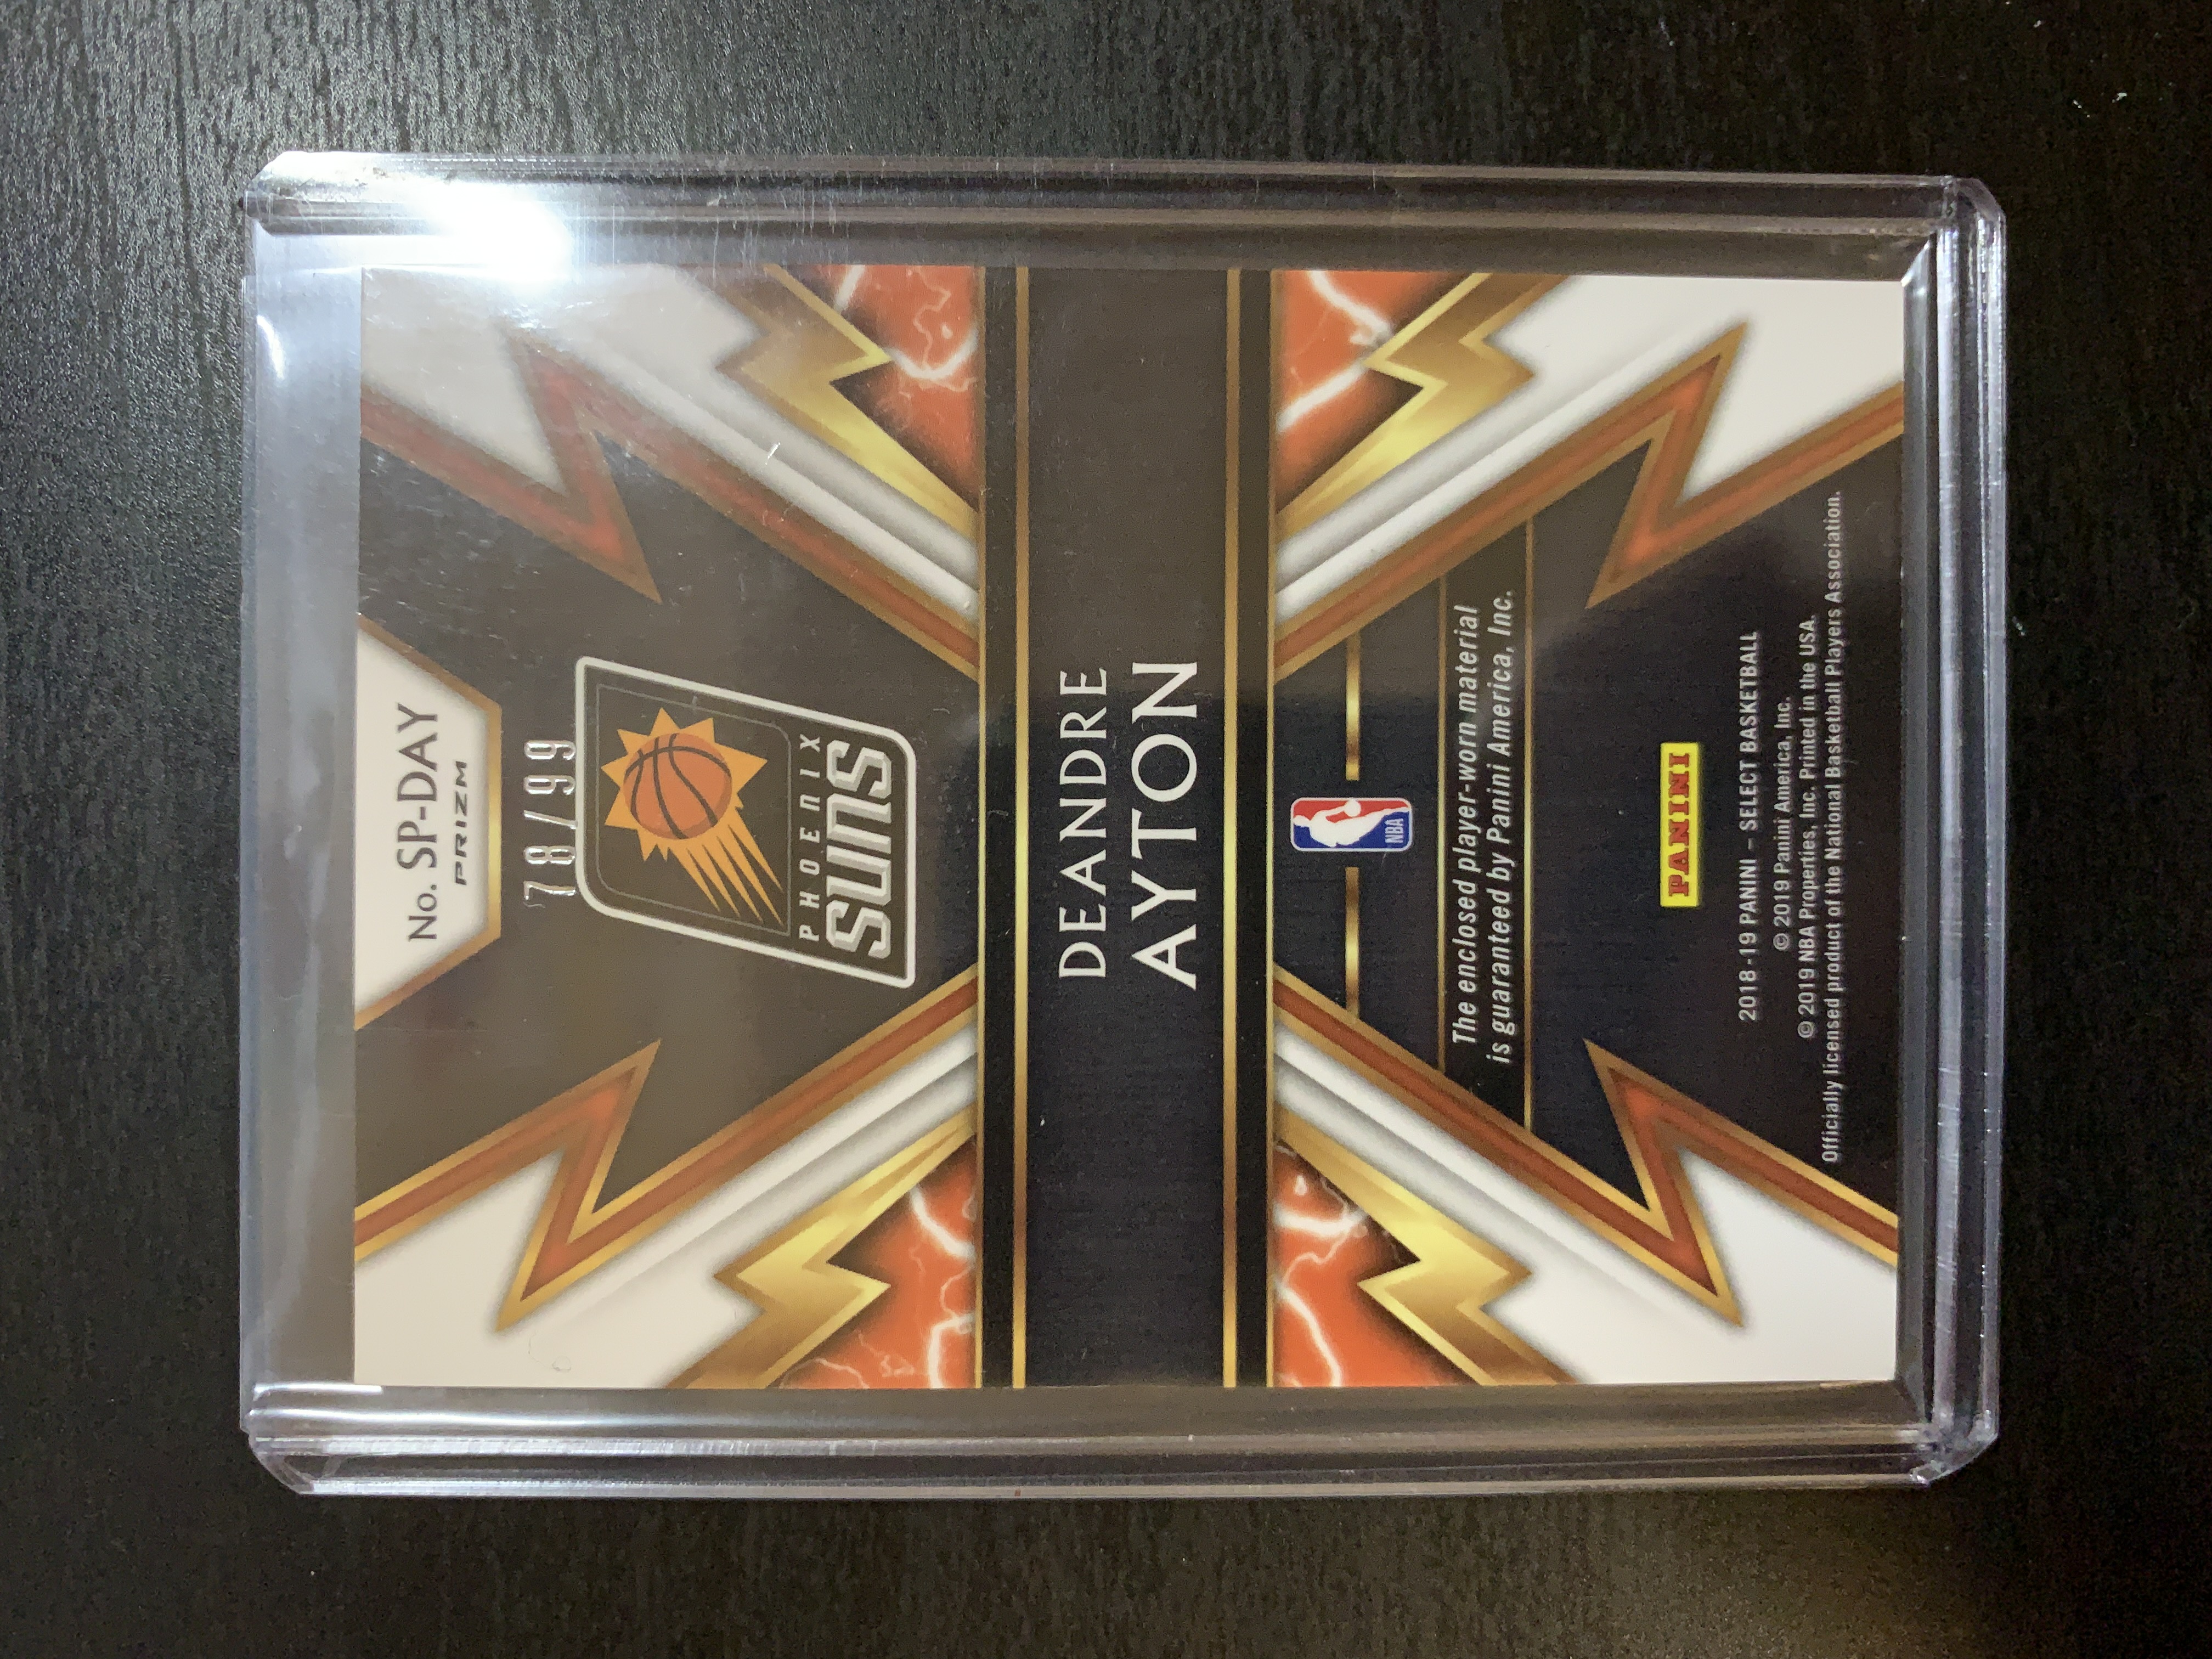 No. SP-DAY
PRIZM
78/99
PHOENIX
SUNS
DEANDRE
AYTON
NBA
The enclosed player-worn material
is guaranteed by Panini America, Inc.
PANINI
2018-19 PANINI – SELECT BASKETBALL
© 2019 Panini America, Inc.
© 2019 NBA Properties, Inc. Printed in the USA.
Officially licensed product of the National Basketball Players Association.